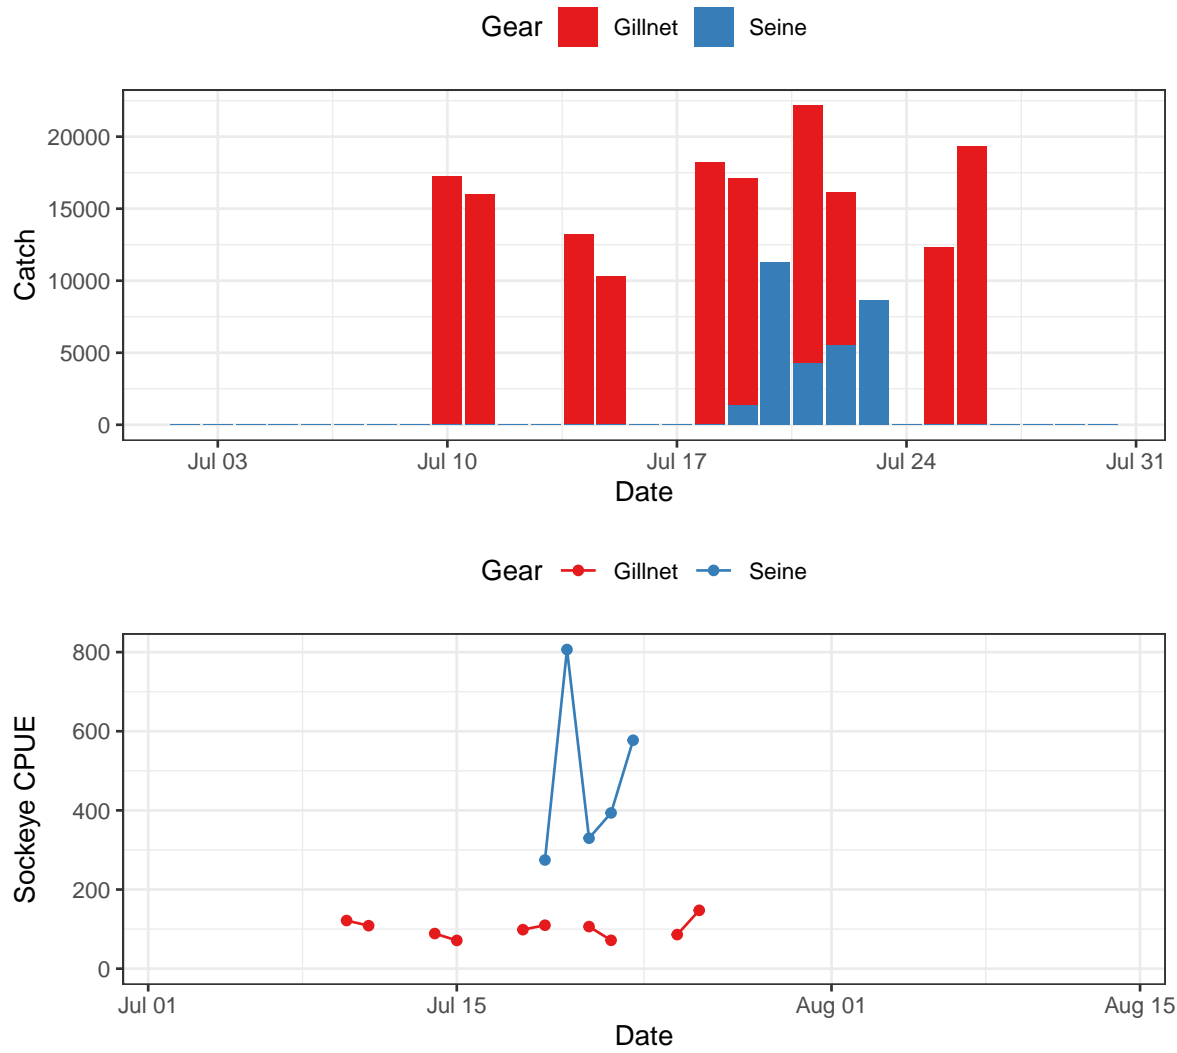 Gear Gillnet Seine
20000
15000
10000
5000
0
Catch
Jul 03 Jul 10 Jul 17 Jul 24 Jul 31
Date
Gear Gillnet Seine
800
600
400
200
0
Sockeye CPUE
Jul 01 Jul 15 Aug 01 Aug 15
Date